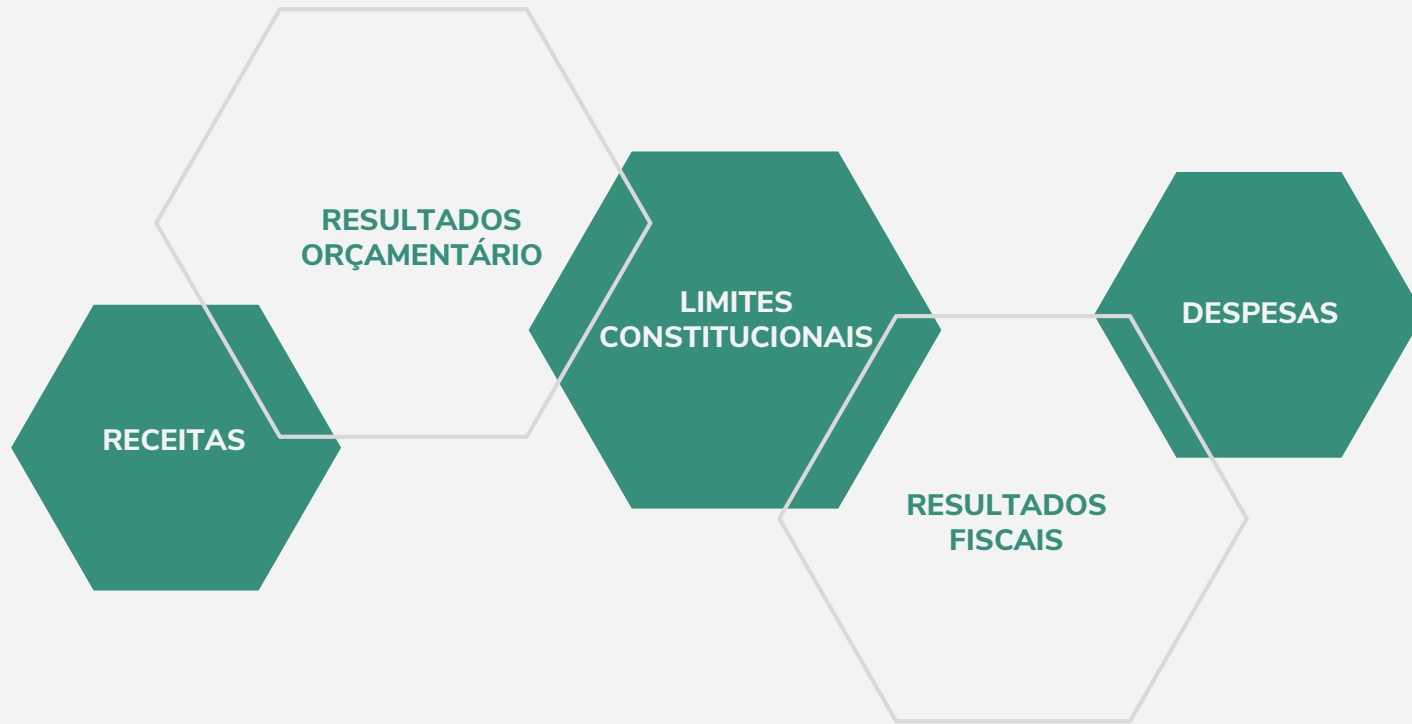 RESULTADOS
ORÇAMENTÁRIO
LIMITES
CONSTITUCIONAIS
DESPESAS
RECEITAS
RESULTADOS
FISCAIS